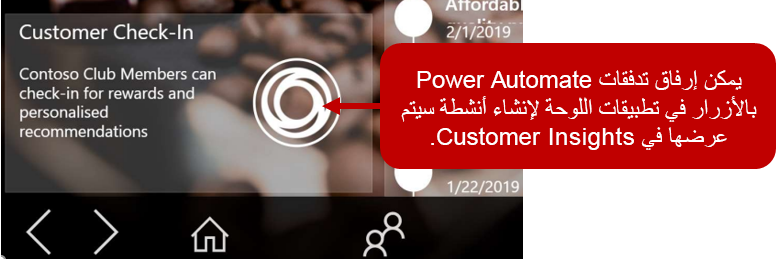 Customer Check-In
Contoso Club Members can
check-in for rewards and
personalised
recommendations
Affordabl
2/1/2019
1/22/2019
يمكن إرفاق تدفقات Power Automate
بالأزرار في تطبيقات اللوحة لإنشاء أنشطة سيتم
عرضها في Customer Insights.